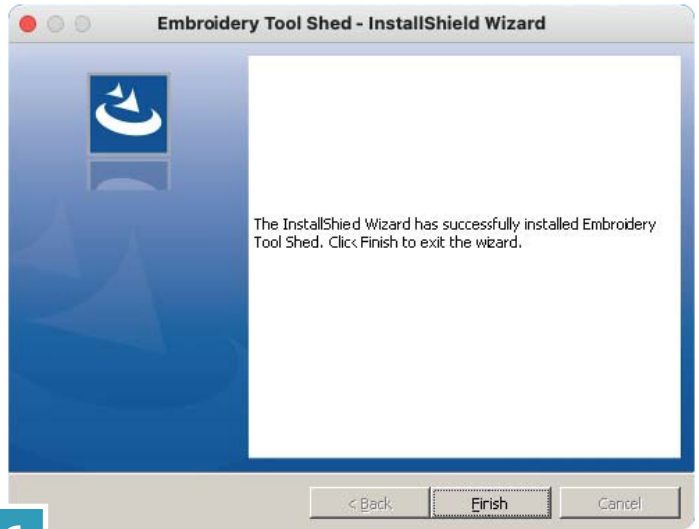 Embroidery Tool Shed - InstallShield Wizard
The InstallShied Wizard has successfully installed Embroidery
Tool Shed. Click Finish to exit the wizard.
< Back
Finish
Cancel